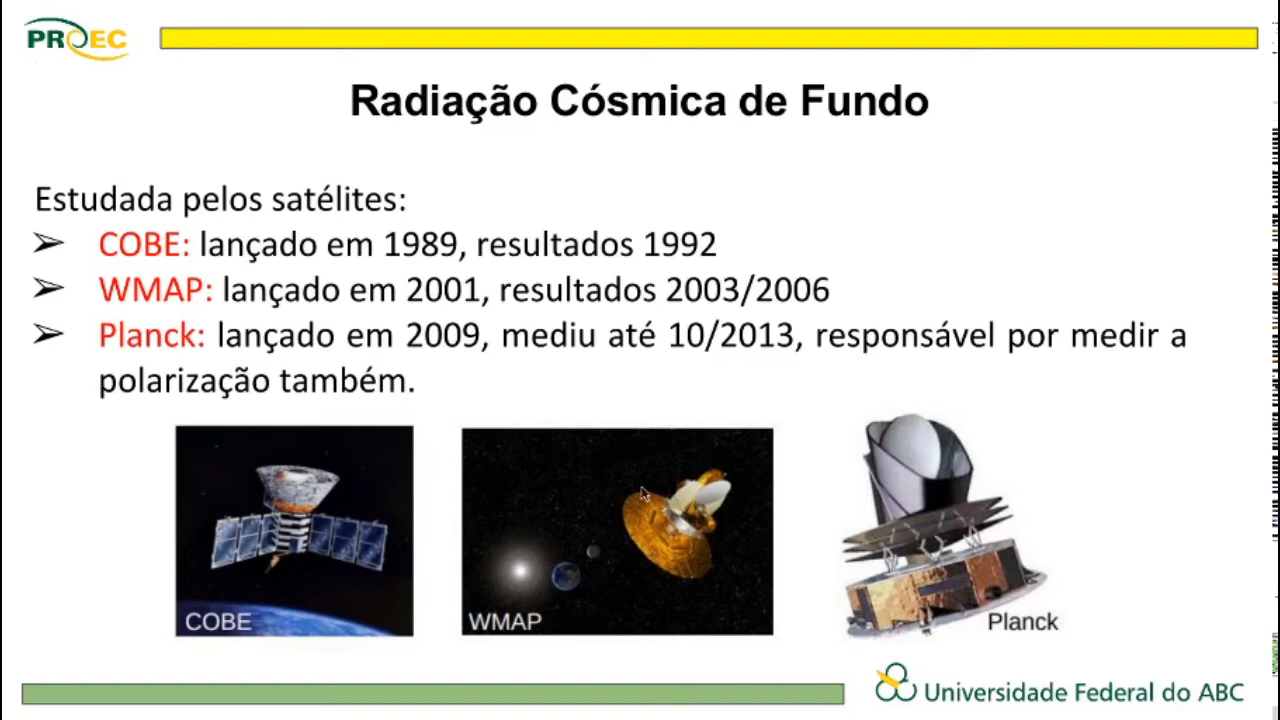 PROEC
Radiação Cósmica de Fundo
Estudada pelos satélites:
➢ COBE: lançado em 1989, resultados 1992
➢ WMAP: lançado em 2001, resultados 2003/2006
➢ Planck: lançado em 2009, mediu até 10/2013, responsável por medir a
polarização também.
COBE
WMAP
Planck
Universidade Federal do ABC